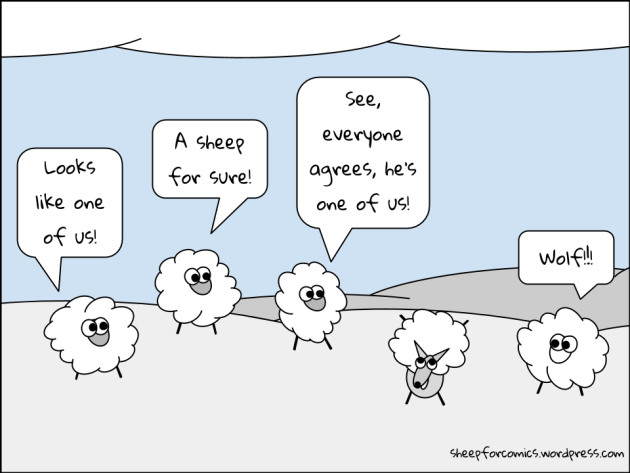 Looks
like one
of us!
A sheep
for sure!
See,
everyone
agrees, he's
one of us!
Wolf!!!
sheepforcomics.wordpress.com